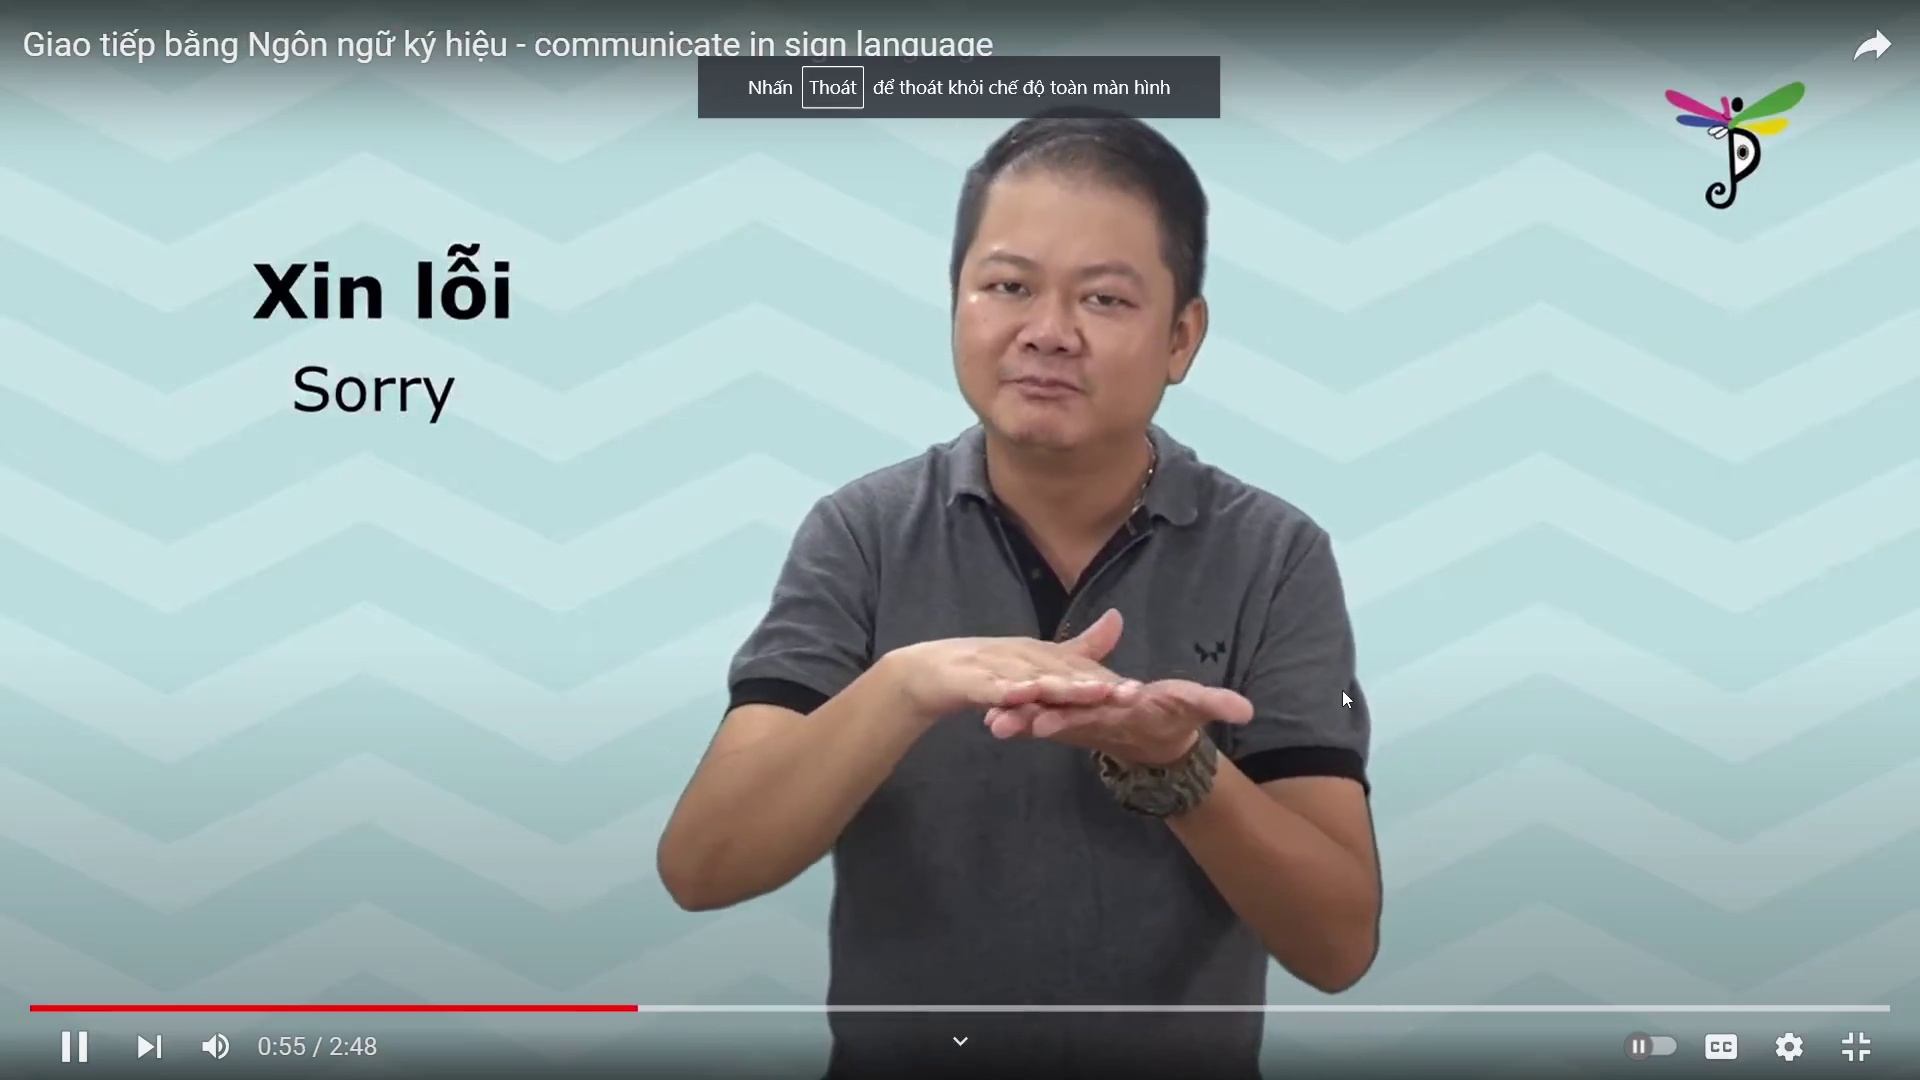 Giao tiếp bằng Ngôn ngữ ký hiệu - communicate in sign language
Nhấn Thoát để thoát khỏi chế độ toàn màn hình
Xin lỗi
Sorry
0:55 / 2:48
CC